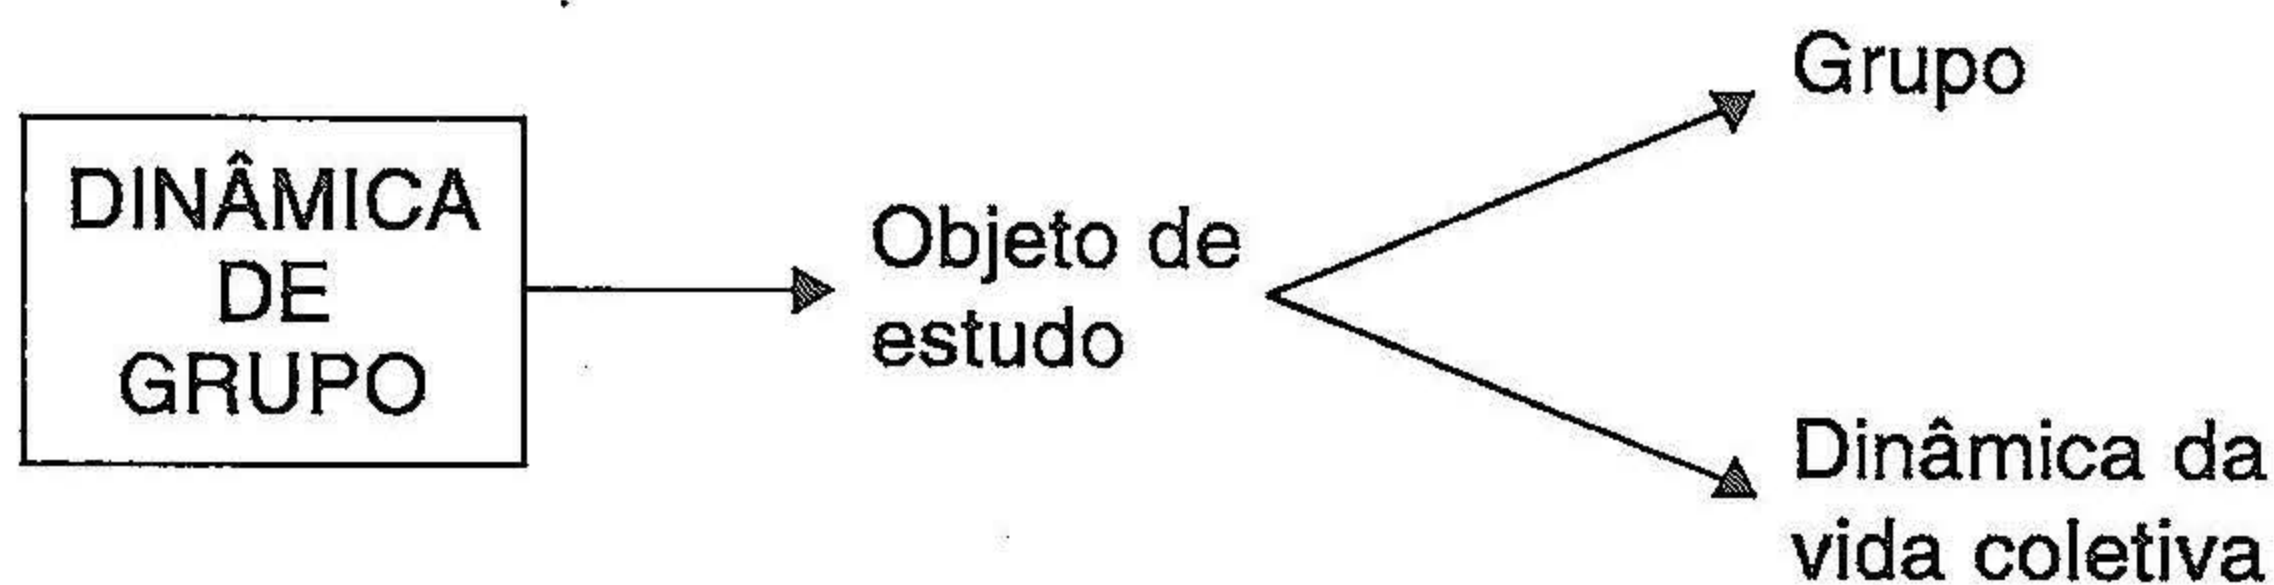 DINÂMICA
DE
GRUPO
Objeto de
estudo
Grupo
Dinâmica da
vida coletiva